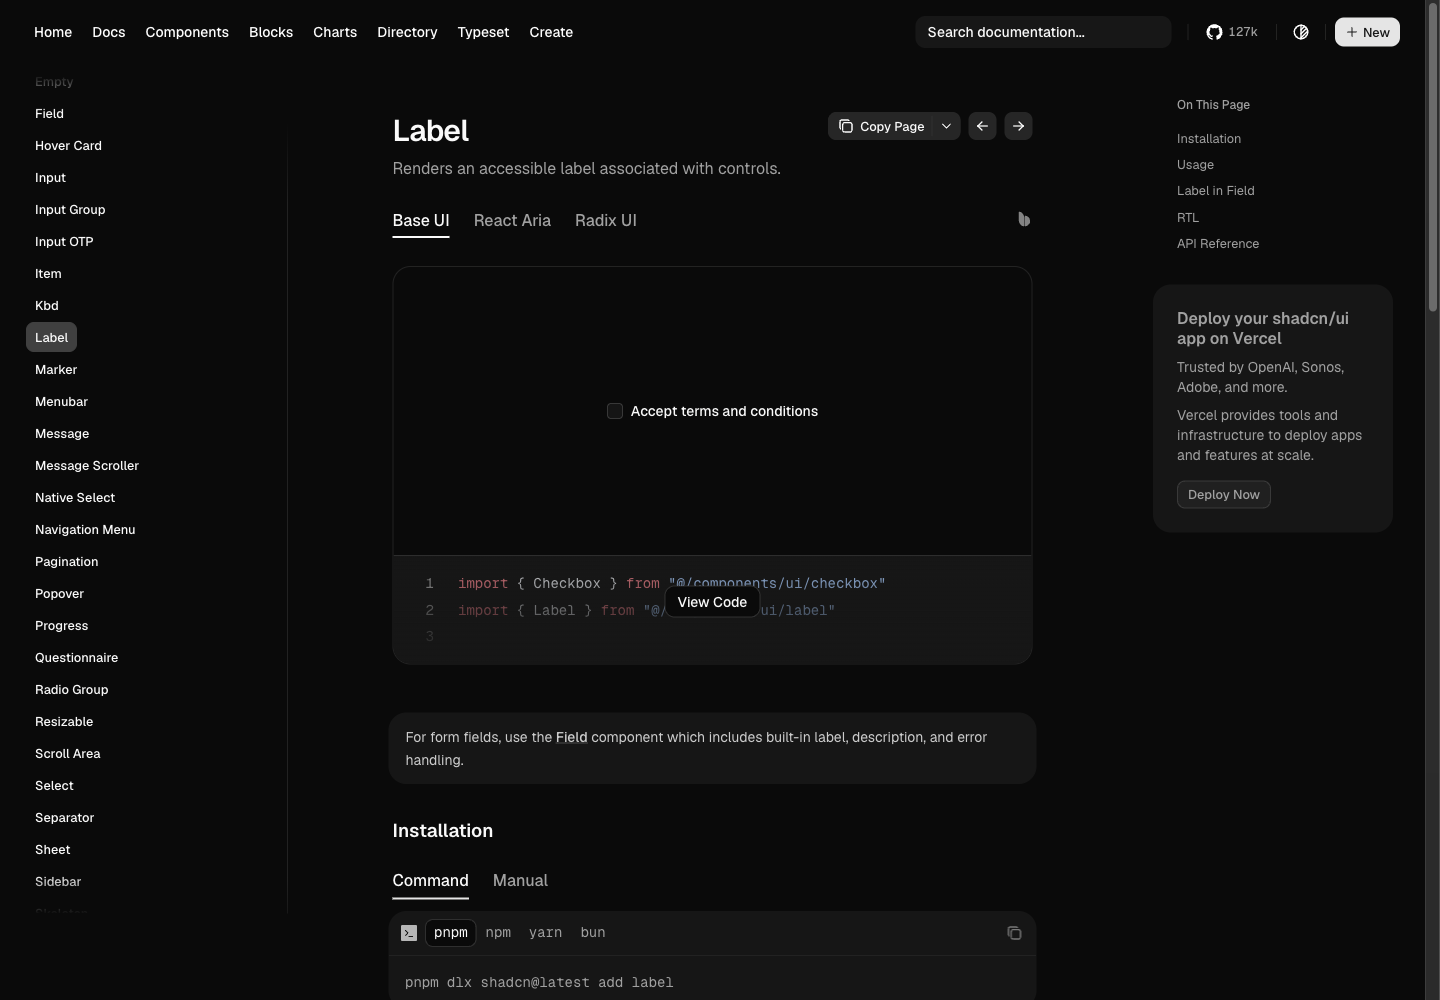 Home Docs Components Blocks Charts Directory Typeset Create
Search documentation...
127k
New
Empty
Field
Hover Card
Input
Input Group
Input OTP
Item
Kbd
Label
Marker
Menubar
Message
Message Scroller
Native Select
Navigation Menu
Pagination
Popover
Progress
Questionnaire
Radio Group
Resizable
Scroll Area
Select
Separator
Sheet
Sidebar
Label
Copy Page
Renders an accessible label associated with controls.
Base UI React Aria Radix UI
Accept terms and conditions
1 import { Checkbox } from "@/components/ui/checkbox"
2 import { Label } from "@/ ui/label"
View Code
3
For form fields, use the Field component which includes built-in label, description, and error
handling.
Installation
Command Manual
pnpm npm yarn bun
pnpm dlx shadcn@latest add label
On This Page
Installation
Usage
Label in Field
RTL
API Reference
Deploy your shadcn/ui
app on Vercel
Trusted by OpenAI, Sonos,
Adobe, and more.
Vercel provides tools and
infrastructure to deploy apps
and features at scale.
Deploy Now